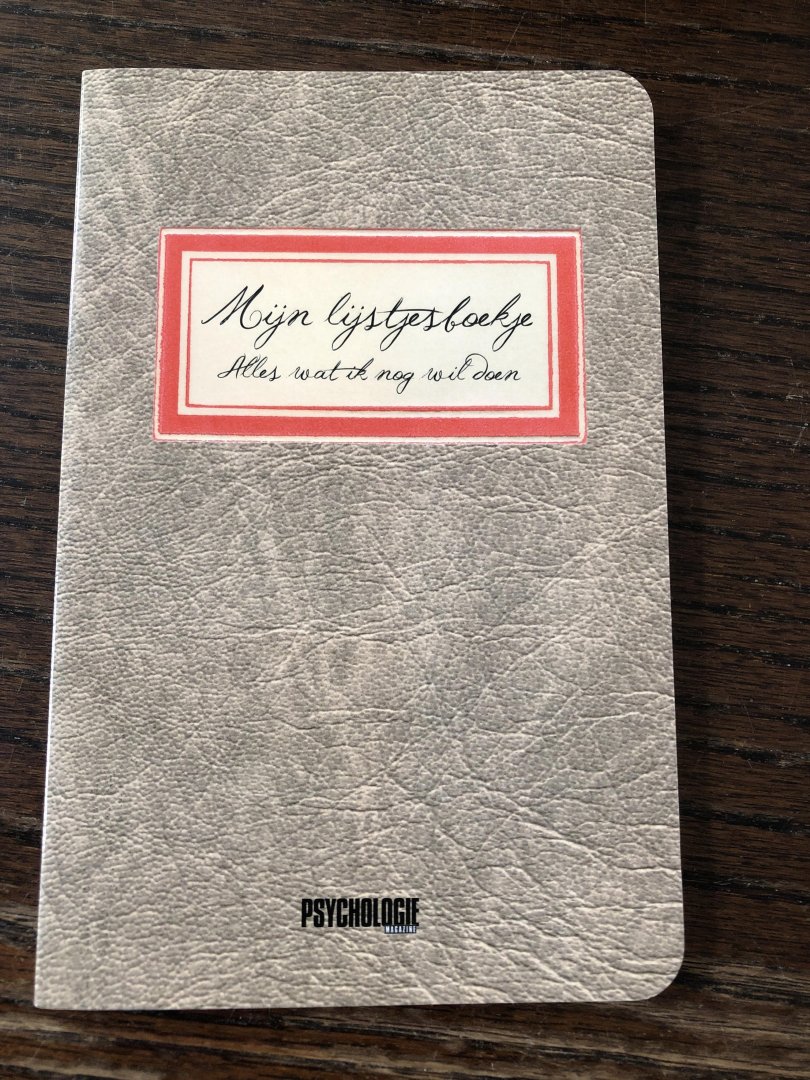 Mijn lijstjesboekje
Alles wat ik nog wil doen
PSYCHOLOGIE
MAGAZINE